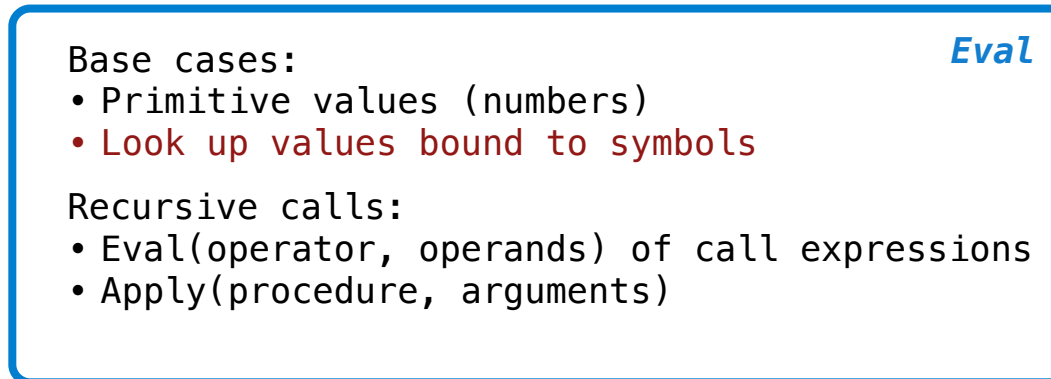 Eval
Base cases:
• Primitive values (numbers)
• Look up values bound to symbols
Recursive calls:
• Eval(operator, operands) of call expressions
• Apply(procedure, arguments)